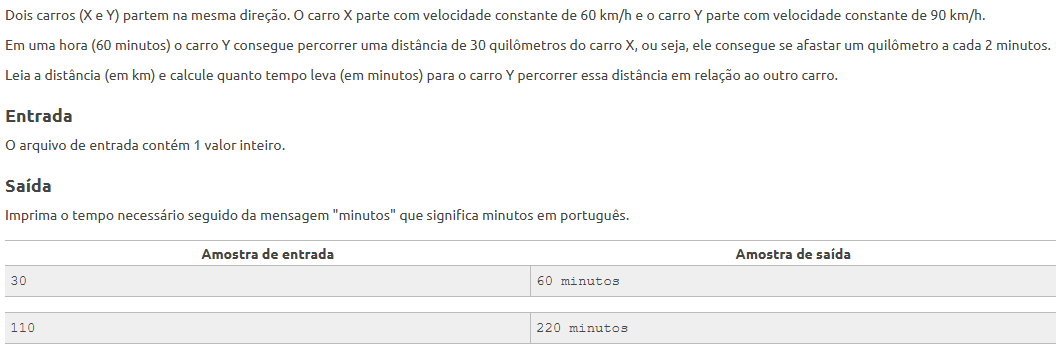 Dois carros (X e Y) partem na mesma direção. O carro X parte com velocidade constante de 60 km/h e o carro Y parte com velocidade constante de 90 km/h.
Em uma hora (60 minutos) o carro Y consegue percorrer uma distância de 30 quilômetros do carro X, ou seja, ele consegue se afastar um quilômetro a cada 2 minutos.
Leia a distância (em km) e calcule quanto tempo leva (em minutos) para o carro Y percorrer essa distância em relação ao outro carro.
Entrada
O arquivo de entrada contém 1 valor inteiro.
Saída
Imprima o tempo necessário seguido da mensagem "minutos" que significa minutos em português.
Amostra de entrada Amostra de saída
30 60 minutos
110 220 minutos